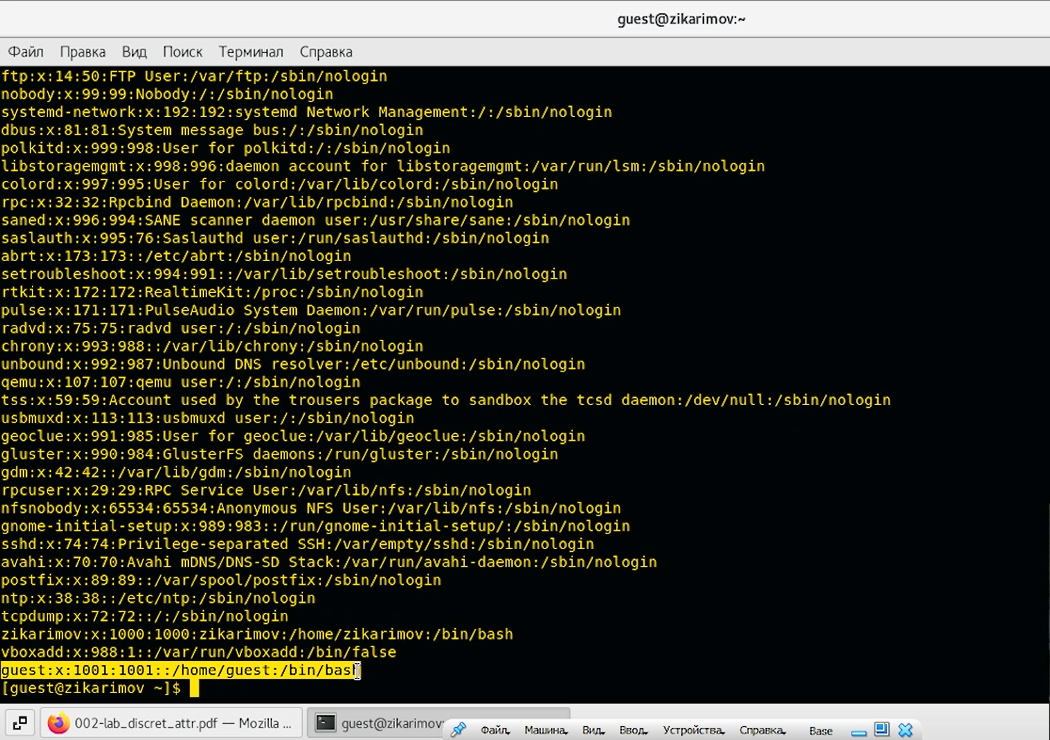 guest@zikarimov:~
Файл Правка Вид Поиск Терминал Справка
ftp:x:14:50:FTP User:/var/ftp:/sbin/nologin
nobody:x:99:99:Nobody:/:/sbin/nologin
systemd-network:x:192:192:systemd Network Management:/:/sbin/nologin
dbus:x:81:81:System message bus:/:/sbin/nologin
polkitd:x:999:998:User for polkitd:/:/sbin/nologin
libstoragemgmt:x:998:996:daemon account for libstoragemgmt:/var/run/lsm:/sbin/nologin
colord:x:997:995:User for colord:/var/lib/colord:/sbin/nologin
rpc:x:32:32:Rpcbind Daemon:/var/lib/rpcbind:/sbin/nologin
saned:x:996:994:SANE scanner daemon user:/usr/share/sane:/sbin/nologin
saslauth:x:995:76:Saslauthd user:/run/saslauthd:/sbin/nologin
abrt:x:173:173::/etc/abrt:/sbin/nologin
setroubleshoot:x:994:991::/var/lib/setroubleshoot:/sbin/nologin
rtkit:x:172:172:RealtimeKit:/proc:/sbin/nologin
pulse:x:171:171:PulseAudio System Daemon:/var/run/pulse:/sbin/nologin
radvd:x:75:75:radvd user:/:/sbin/nologin
chrony:x:993:988::/var/lib/chrony:/sbin/nologin
unbound:x:992:987:Unbound DNS resolver:/etc/unbound:/sbin/nologin
qemu:x:107:107:qemu user:/:/sbin/nologin
tss:x:59:59:Account used by the trousers package to sandbox the tcsd daemon:/dev/null:/sbin/nologin
usbmuxd:x:113:113:usbmuxd user:/:/sbin/nologin
geoclue:x:991:985:User for geoclue:/var/lib/geoclue:/sbin/nologin
gluster:x:990:984:GlusterFS daemons:/run/gluster:/sbin/nologin
gdm:x:42:42::/var/lib/gdm:/sbin/nologin
rpcuser:x:29:29:RPC Service User:/var/lib/nfs:/sbin/nologin
nfsnobody:x:65534:65534:Anonymous NFS User:/var/lib/nfs:/sbin/nologin
gnome-initial-setup:x:989:983::/run/gnome-initial-setup/:/sbin/nologin
sshd:x:74:74:Privilege-separated SSH:/var/empty/sshd:/sbin/nologin
avahi:x:70:70:Avahi mDNS/DNS-SD Stack:/var/run/avahi-daemon:/sbin/nologin
postfix:x:89:89::/var/spool/postfix:/sbin/nologin
ntp:x:38:38::/etc/ntp:/sbin/nologin
tcpdump:x:72:72::/:/sbin/nologin
zikarimov:x:1000:1000:zikarimov:/home/zikarimov:/bin/bash
vboxadd:x:988:1::/var/run/vboxadd:/bin/false
guest:x:1001:1001::/home/guest:/bin/bash
[guest@zikarimov ~]$
002-lab_discret_attr.pdf — Mozilla ... guest@zikarimov: Файл Машина Вид Ввод Устройства Справка Base